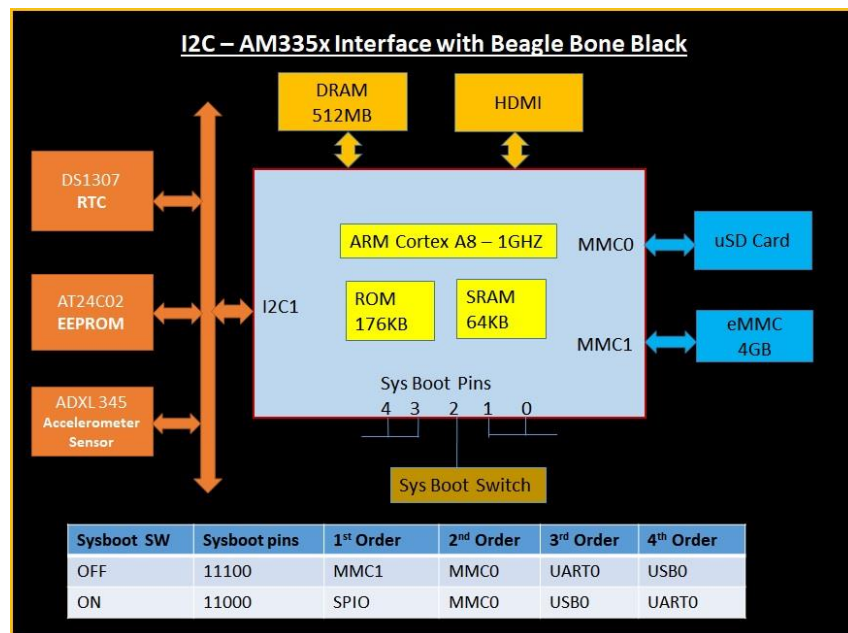 I2C – AM335x Interface with Beagle Bone Black
DRAM
512MB
HDMI
DS1307
RTC
ARM Cortex A8 – 1GHZ
MMC0
uSD Card
AT24C02
EEPROM
I2C1
ROM
176KB
SRAM
64KB
MMC1
eMMC
4GB
ADXL 345
Accelerometer
Sensor
Sys Boot Pins
4 3 2 1 0
Sys Boot Switch
Sysboot SW Sysboot pins 1st Order 2nd Order 3rd Order 4th Order
OFF 11100 MMC1 MMC0 UART0 USB0
ON 11000 SPIO MMC0 USB0 UART0